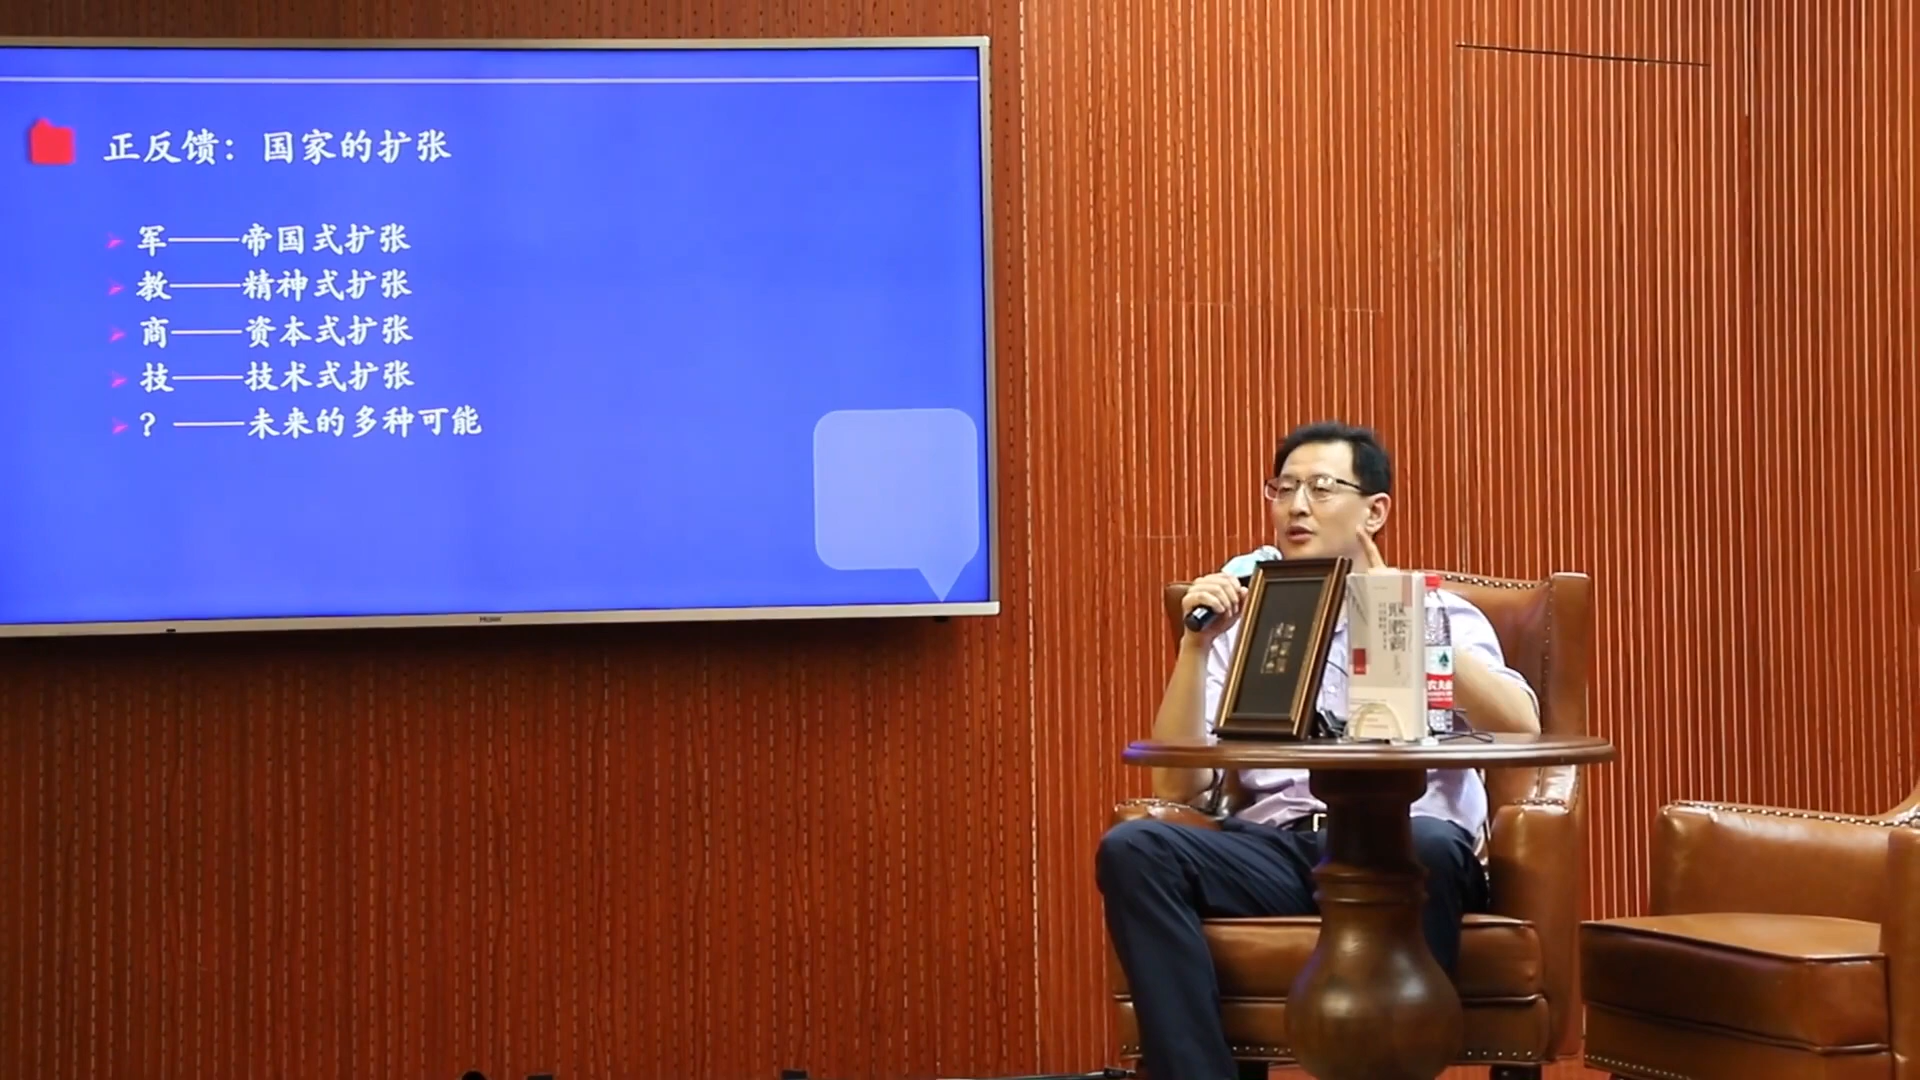 正反馈：国家的扩张
军——帝国式扩张
教——精神式扩张
商——资本式扩张
技——技术式扩张
？——未来的多种可能
Haier